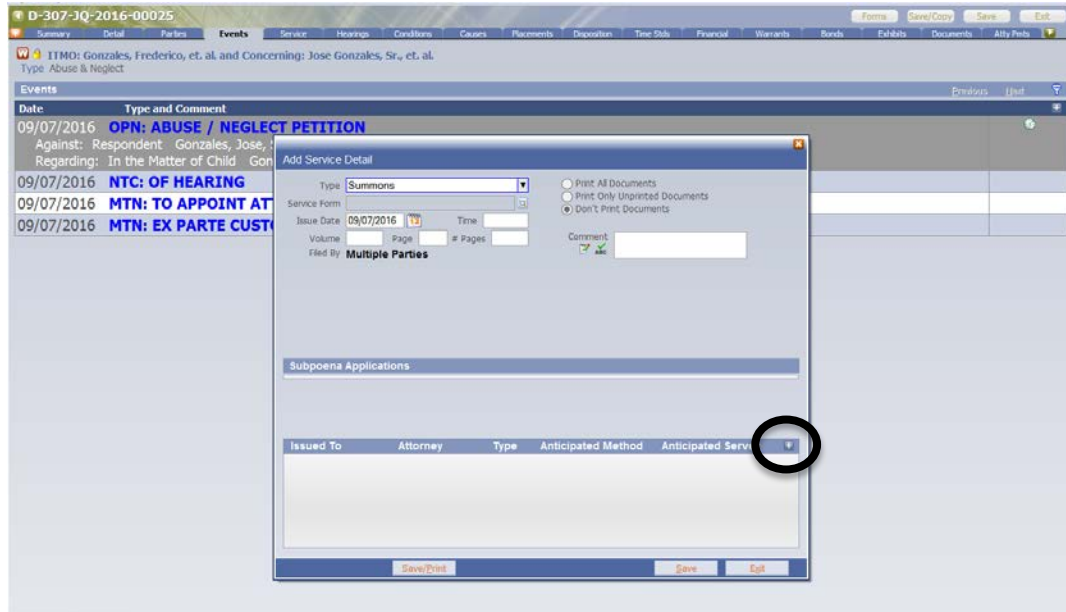 D-307-JQ-2016-00025 Forms Save/Copy Save Exit
Summary Detail Parties Events Service Hearings Conditions Causes Placements Disposition Time Stds Financial Warrants Bonds Exhibits Documents Atty Pmts
ITMO: Gonzales, Frederico, et. al. and Concerning: Jose Gonzales, Sr., et. al.
Type Abuse & Neglect
Events Previous Next
Date Type and Comment
09/07/2016 OPN: ABUSE / NEGLECT PETITION
Against: Respondent Gonzales, Jose,
Regarding: In the Matter of Child Gon
09/07/2016 NTC: OF HEARING
09/07/2016 MTN: TO APPOINT AT
09/07/2016 MTN: EX PARTE CUST
Add Service Detail
Type Summons Print All Documents
Service Form Print Only Unprinted Documents
Don't Print Documents
Issue Date 09/07/2016 Time
Volume Page # Pages Comment
Filed By Multiple Parties
Subpoena Applications
Issued To Attorney Type Anticipated Method Anticipated Serv
Save/Print Save Exit